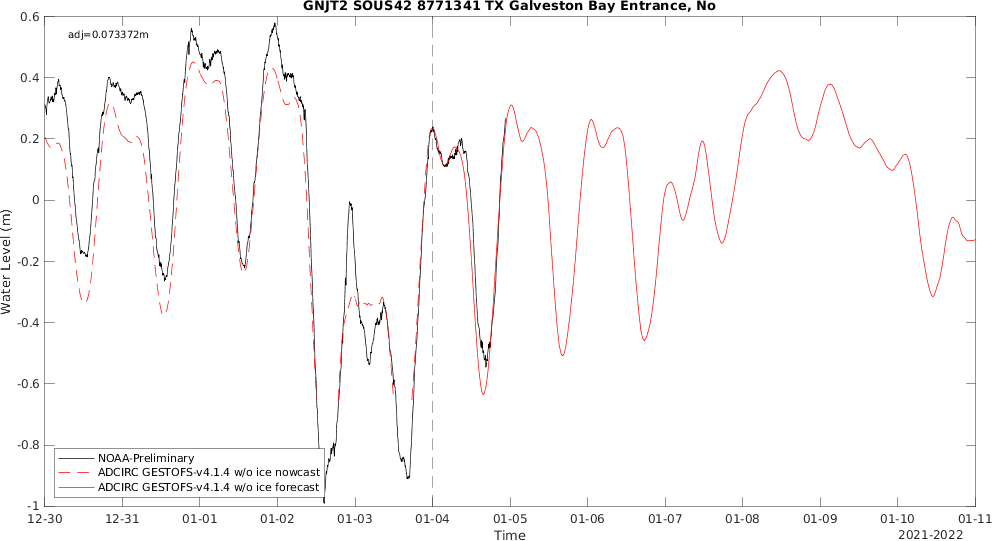 GNJT2 SOUS42 8771341 TX Galveston Bay Entrance, No
adj=0.073372m
0.6
0.4
0.2
0
-0.2
-0.4
-0.6
-0.8
-1
Water Level (m)
NOAA-Preliminary
ADCIRC GESTOFS-v4.1.4 w/o ice nowcast
ADCIRC GESTOFS-v4.1.4 w/o ice forecast
12-30 12-31 01-01 01-02 01-03 01-04 01-05 01-06 01-07 01-08 01-09 01-10 01-11
Time
2021-2022